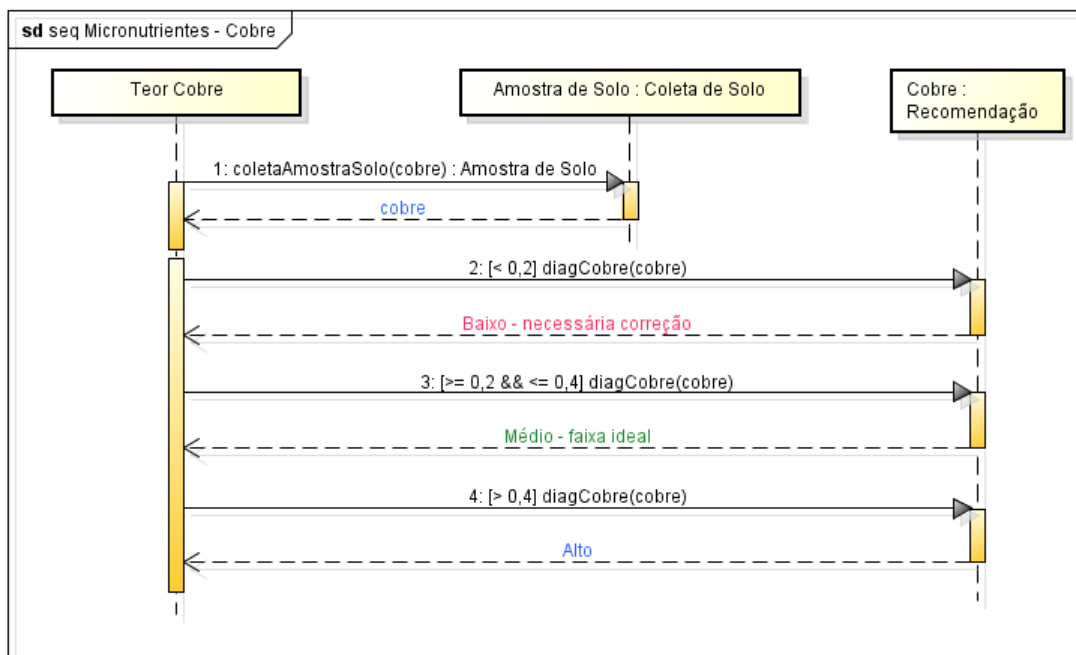 sd seq Micronutrientes - Cobre
Teor Cobre
Amostra de Solo : Coleta de Solo
Cobre :
Recomendação
1: coletaAmostraSolo(cobre) : Amostra de Solo
cobre
2: [< 0,2] diagCobre(cobre)
Baixo - necessária correção
3: [>= 0,2 && <= 0,4] diagCobre(cobre)
Médio - faixa ideal
4: [> 0,4] diagCobre(cobre)
Alto